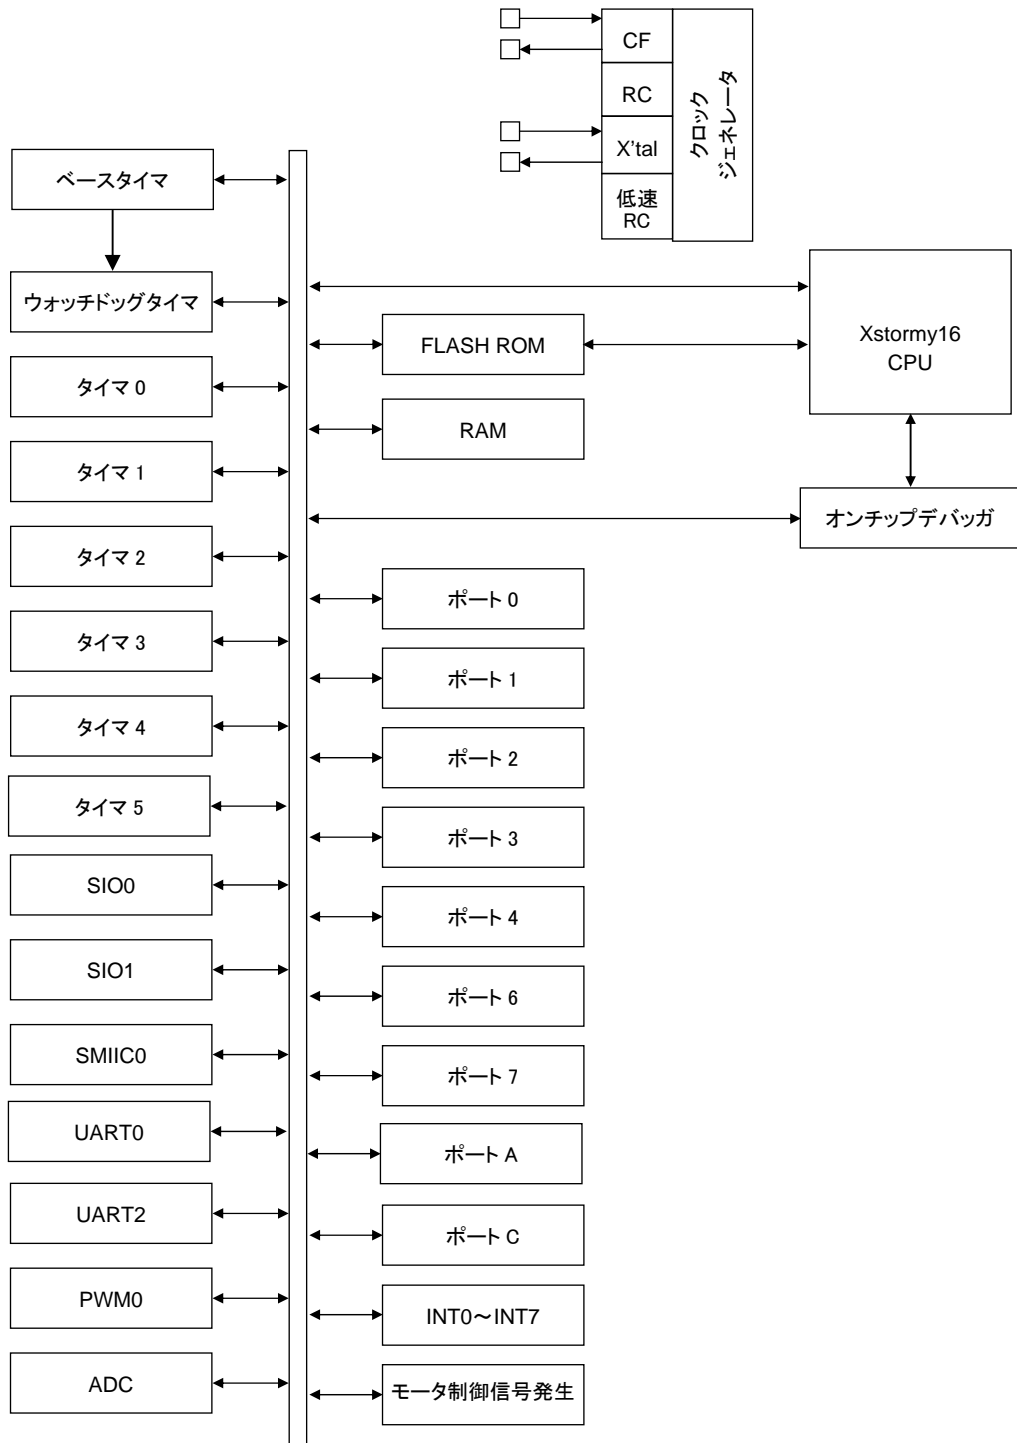 CF
RC
X'tal
低速
RC
クロック
ジェネレータ
ベースタイマ
ウォッチドッグタイマ
タイマ 0
タイマ 1
タイマ 2
タイマ 3
タイマ 4
タイマ 5
SIO0
SIO1
SMIIC0
UART0
UART2
PWM0
ADC
FLASH ROM
RAM
ポート 0
ポート 1
ポート 2
ポート 3
ポート 4
ポート 6
ポート 7
ポート A
ポート C
INT0～INT7
モータ制御信号発生
Xstormy16
CPU
オンチップデバッガ